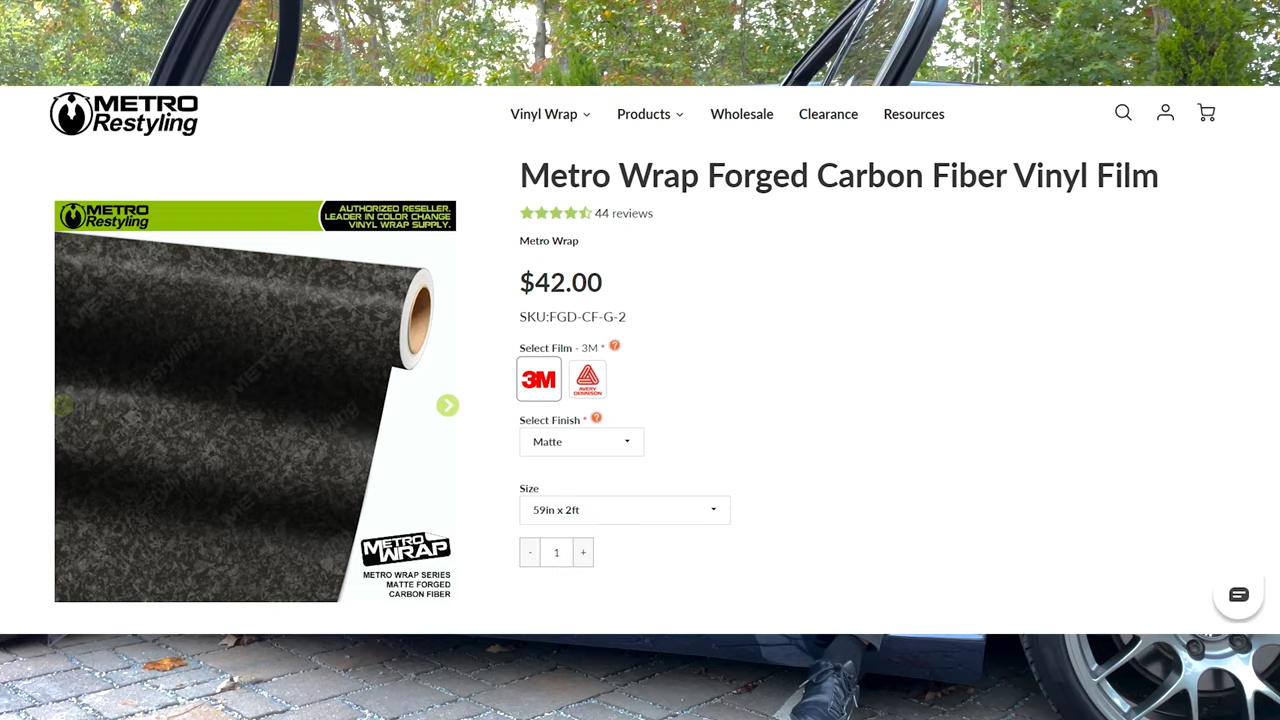 METRO
Restyling
Vinyl Wrap
Products
Wholesale
Clearance
Resources
Metro Wrap Forged Carbon Fiber Vinyl Film
44 reviews
Metro Wrap
$42.00
SKU:FGD-CF-G-2
Select Film - 3M * ?
3M
AVERY
DENNISON
Select Finish * ?
Matte
Size
59in x 2ft
- 1 +
METRO
Restyling
AUTHORIZED RESELLER.
LEADER IN COLOR CHANGE
VINYL WRAP SUPPLY.
METRO
WRAP
METRO WRAP SERIES
MATTE FORGED
CARBON FIBER